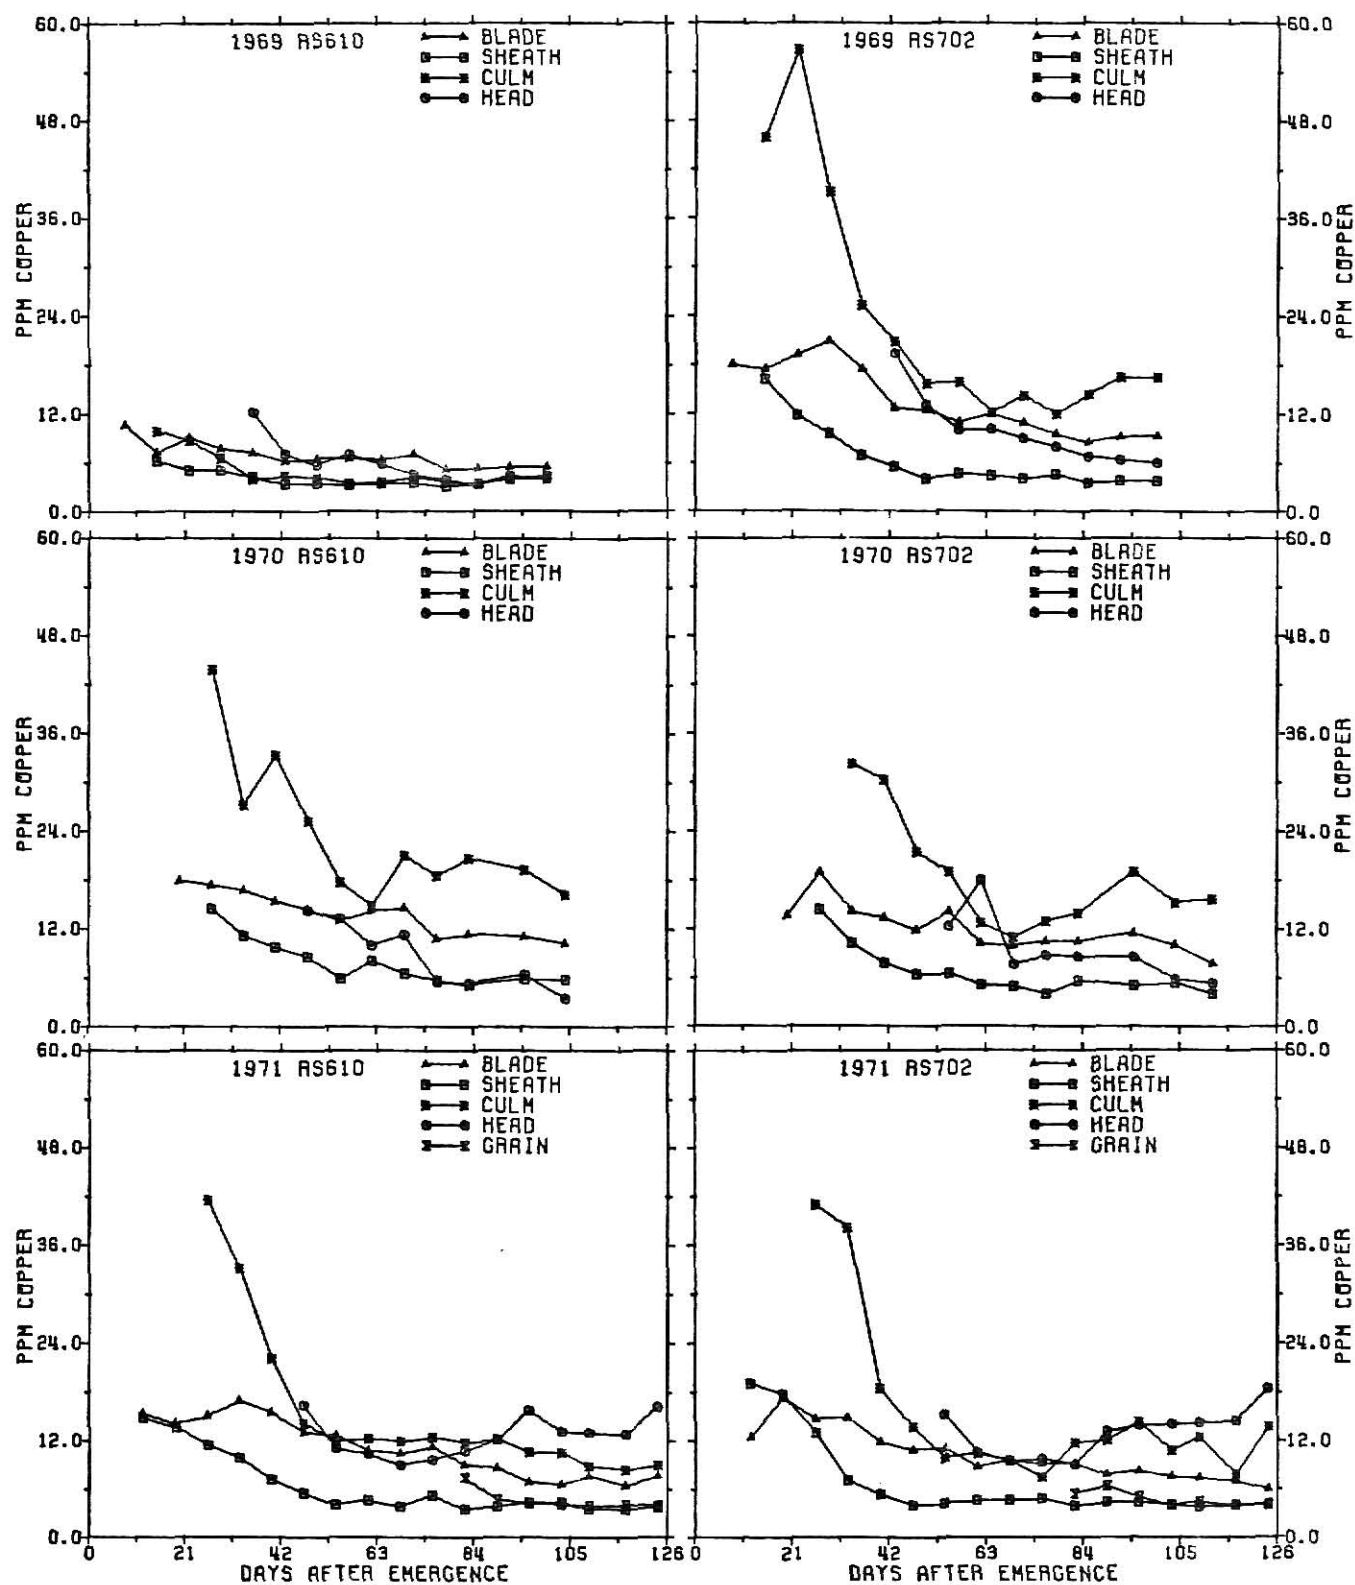 60.0
1969 RS610
BLADE
SHEATH
CULM
HEAD
48.0
36.0
24.0
12.0
0.0
PPM COPPER
1969 RS702
BLADE
SHEATH
CULM
HEAD
60.0
48.0
36.0
24.0
12.0
0.0
PPM COPPER
60.0
1970 RS610
BLADE
SHEATH
CULM
HEAD
48.0
36.0
24.0
12.0
0.0
PPM COPPER
1970 RS702
BLADE
SHEATH
CULM
HEAD
60.0
48.0
36.0
24.0
12.0
0.0
PPM COPPER
60.0
1971 RS610
BLADE
SHEATH
CULM
HEAD
GRAIN
48.0
36.0
24.0
12.0
0.0
PPM COPPER
0 21 42 63 84 105 126
DAYS AFTER EMERGENCE
1971 RS702
BLADE
SHEATH
CULM
HEAD
GRAIN
60.0
48.0
36.0
24.0
12.0
0.0
PPM COPPER
0 21 42 63 84 105 126
DAYS AFTER EMERGENCE